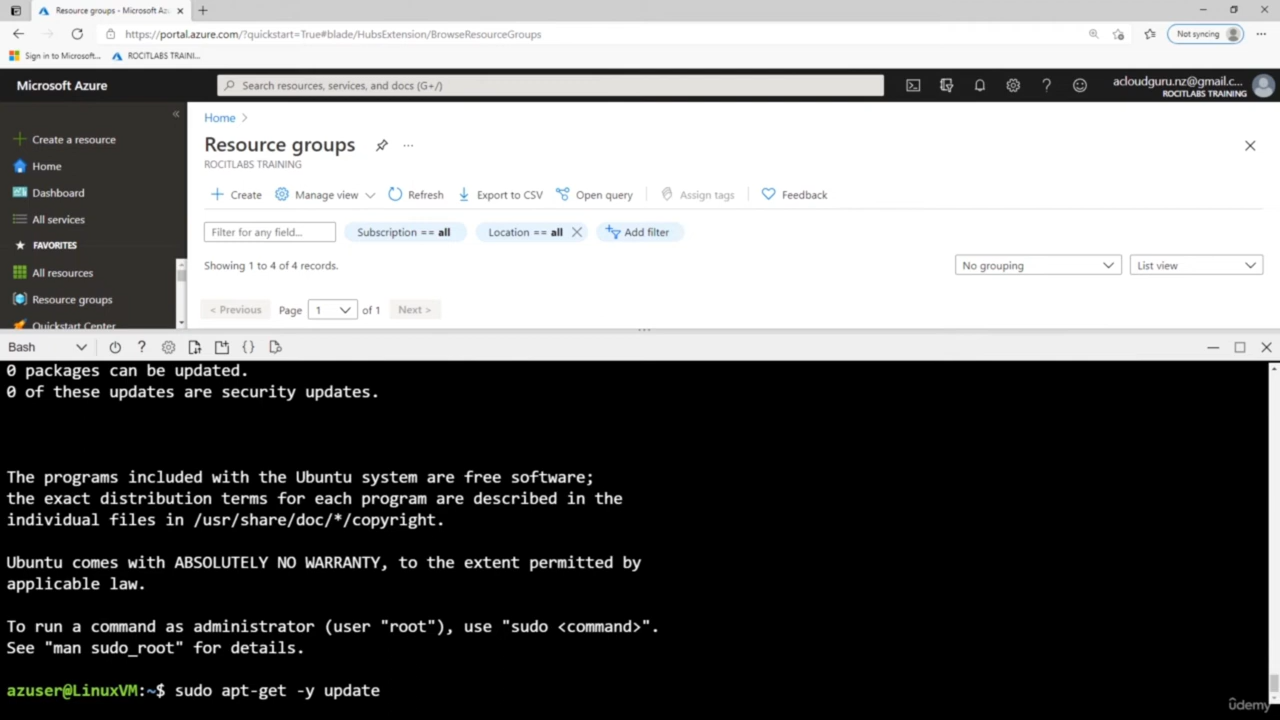 Resource groups - Microsoft Az
https://portal.azure.com/?quickstart=True#blade/HubsExtension/BrowseResourceGroups
Not syncing
Sign in to Microsoft...
ROCITLABS TRAINI...
Microsoft Azure
Search resources, services, and docs (G+/)
acloudguru.nz@gmail.c...
ROCITLABS TRAINING
Create a resource
Home
Dashboard
All services
FAVORITES
All resources
Resource groups
Quickstart Center
Home >
Resource groups
ROCITLABS TRAINING
Create
Manage view
Refresh
Export to CSV
Open query
Assign tags
Feedback
Filter for any field...
Subscription == all
Location == all
Add filter
Showing 1 to 4 of 4 records.
No grouping
List view
< Previous
Page
1
of 1
Next >
Bash
0 packages can be updated.
0 of these updates are security updates.
The programs included with the Ubuntu system are free software;
the exact distribution terms for each program are described in the
individual files in /usr/share/doc/*/copyright.
Ubuntu comes with ABSOLUTELY NO WARRANTY, to the extent permitted by
applicable law.
To run a command as administrator (user "root"), use "sudo <command>".
See "man sudo_root" for details.
azuser@LinuxVM:~$ sudo apt-get -y update
ûdemy